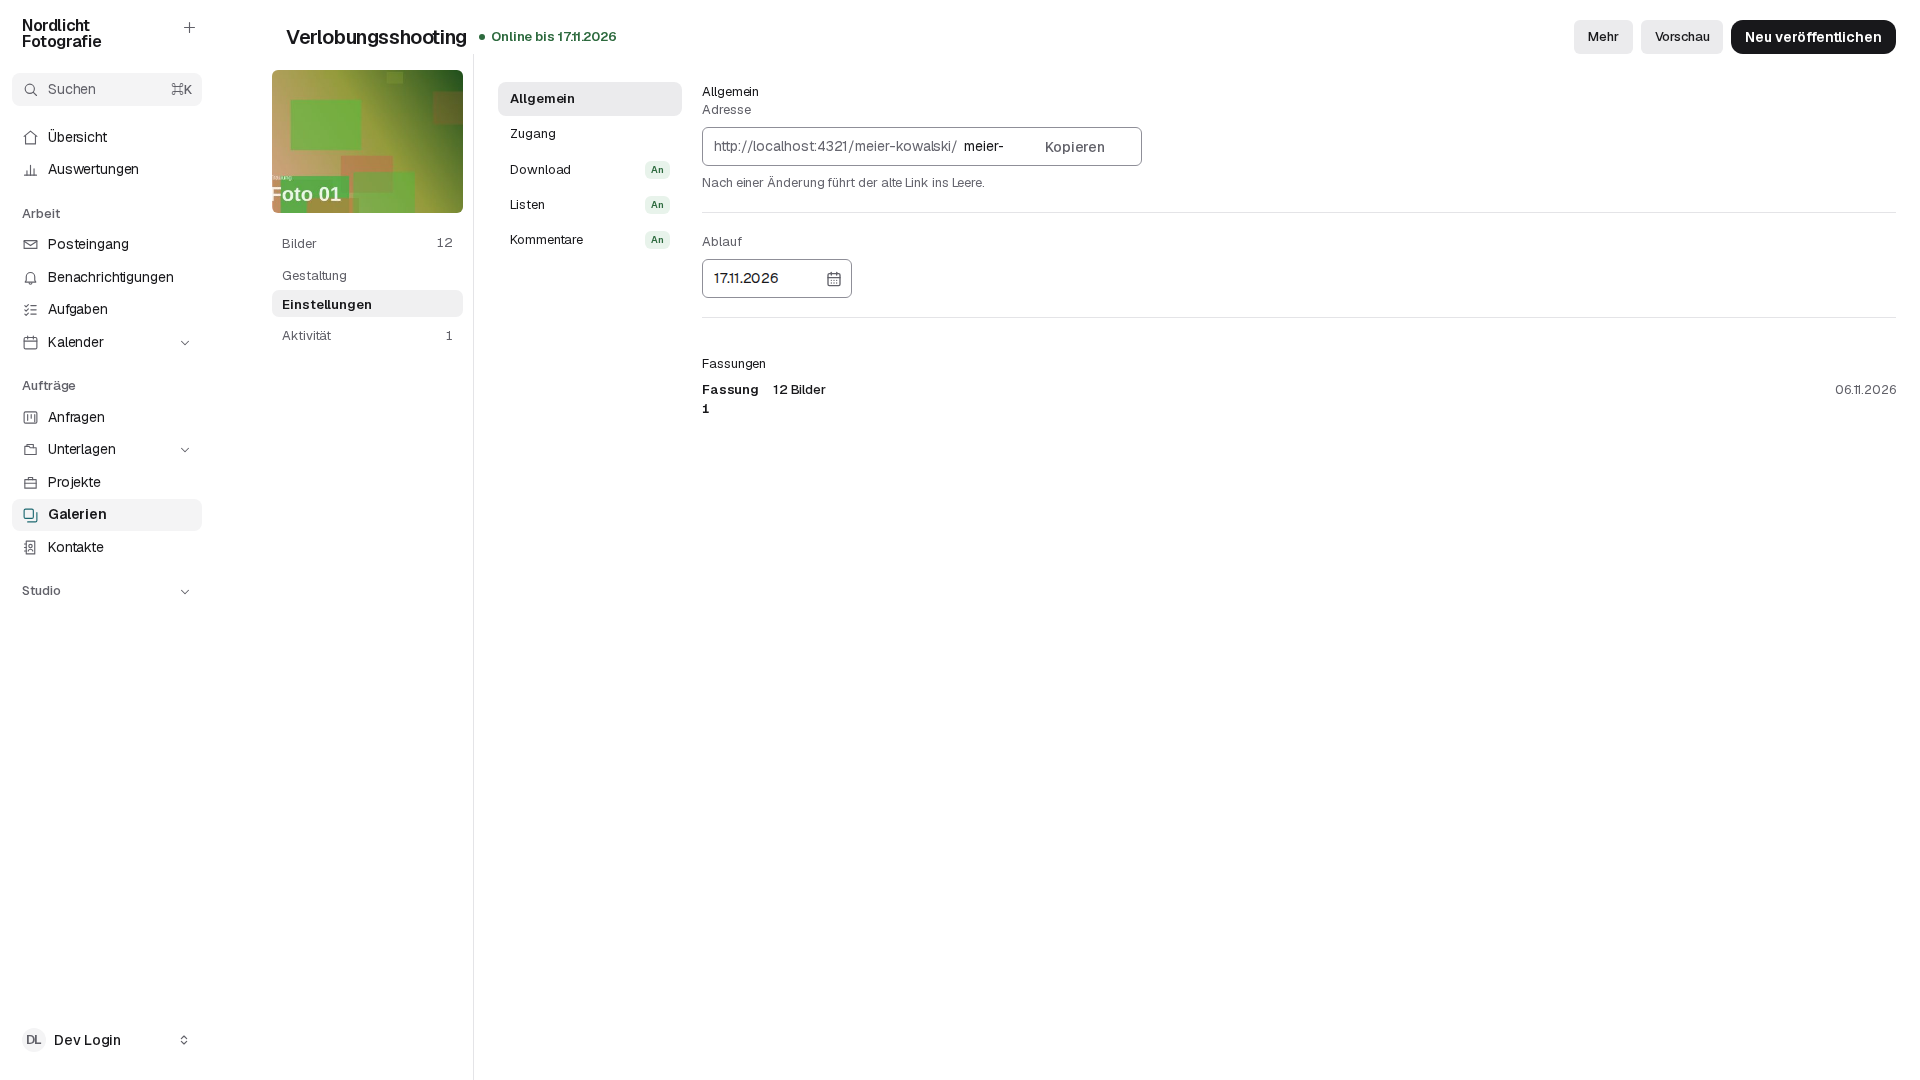 Nordlicht
Fotografie
Suchen ⌘K
Übersicht
Auswertungen
Arbeit
Posteingang
Benachrichtigungen
Aufgaben
Kalender
Aufträge
Anfragen
Unterlagen
Projekte
Galerien
Kontakte
Studio
DL Dev Login
Verlobungsshooting Online bis 17.11.2026
Mehr Vorschau Neu veröffentlichen
Foto 01
Bilder 12
Gestaltung
Einstellungen
Aktivität 1
Allgemein
Zugang
Download An
Listen An
Kommentare An
Allgemein
Adresse
http://localhost:4321/meier-kowalski/ meier- Kopieren
Nach einer Änderung führt der alte Link ins Leere.
Ablauf
17.11.2026
Fassungen
Fassung 12 Bilder 06.11.2026
1